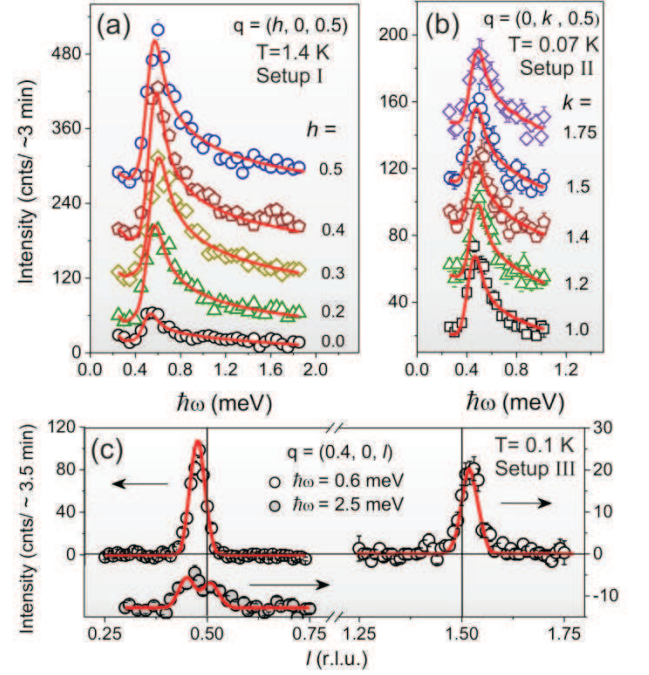 (a)
q = (h, 0, 0.5)
T=1.4 K
Setup I
h =
0.5
0.4
0.3
0.2
0.0
480
360
240
120
0
Intensity (cnts/ ~3 min)
0.0 0.4 0.8 1.2 1.6 2.0
ħω (meV)
(b)
q = (0, k , 0.5)
T= 0.07 K
Setup II
k =
1.75
1.5
1.4
1.2
1.0
200
160
120
80
40
0.0 0.4 0.8 1.2
ħω (meV)
(c)
q = (0.4, 0, l)
ħω = 0.6 meV
ħω = 2.5 meV
T= 0.1 K
Setup III
120
80
40
0
Intensity (cnts/ ~ 3.5 min)
30
20
10
0
-10
0.25 0.50 0.75 1.25 1.50 1.75
l (r.l.u.)